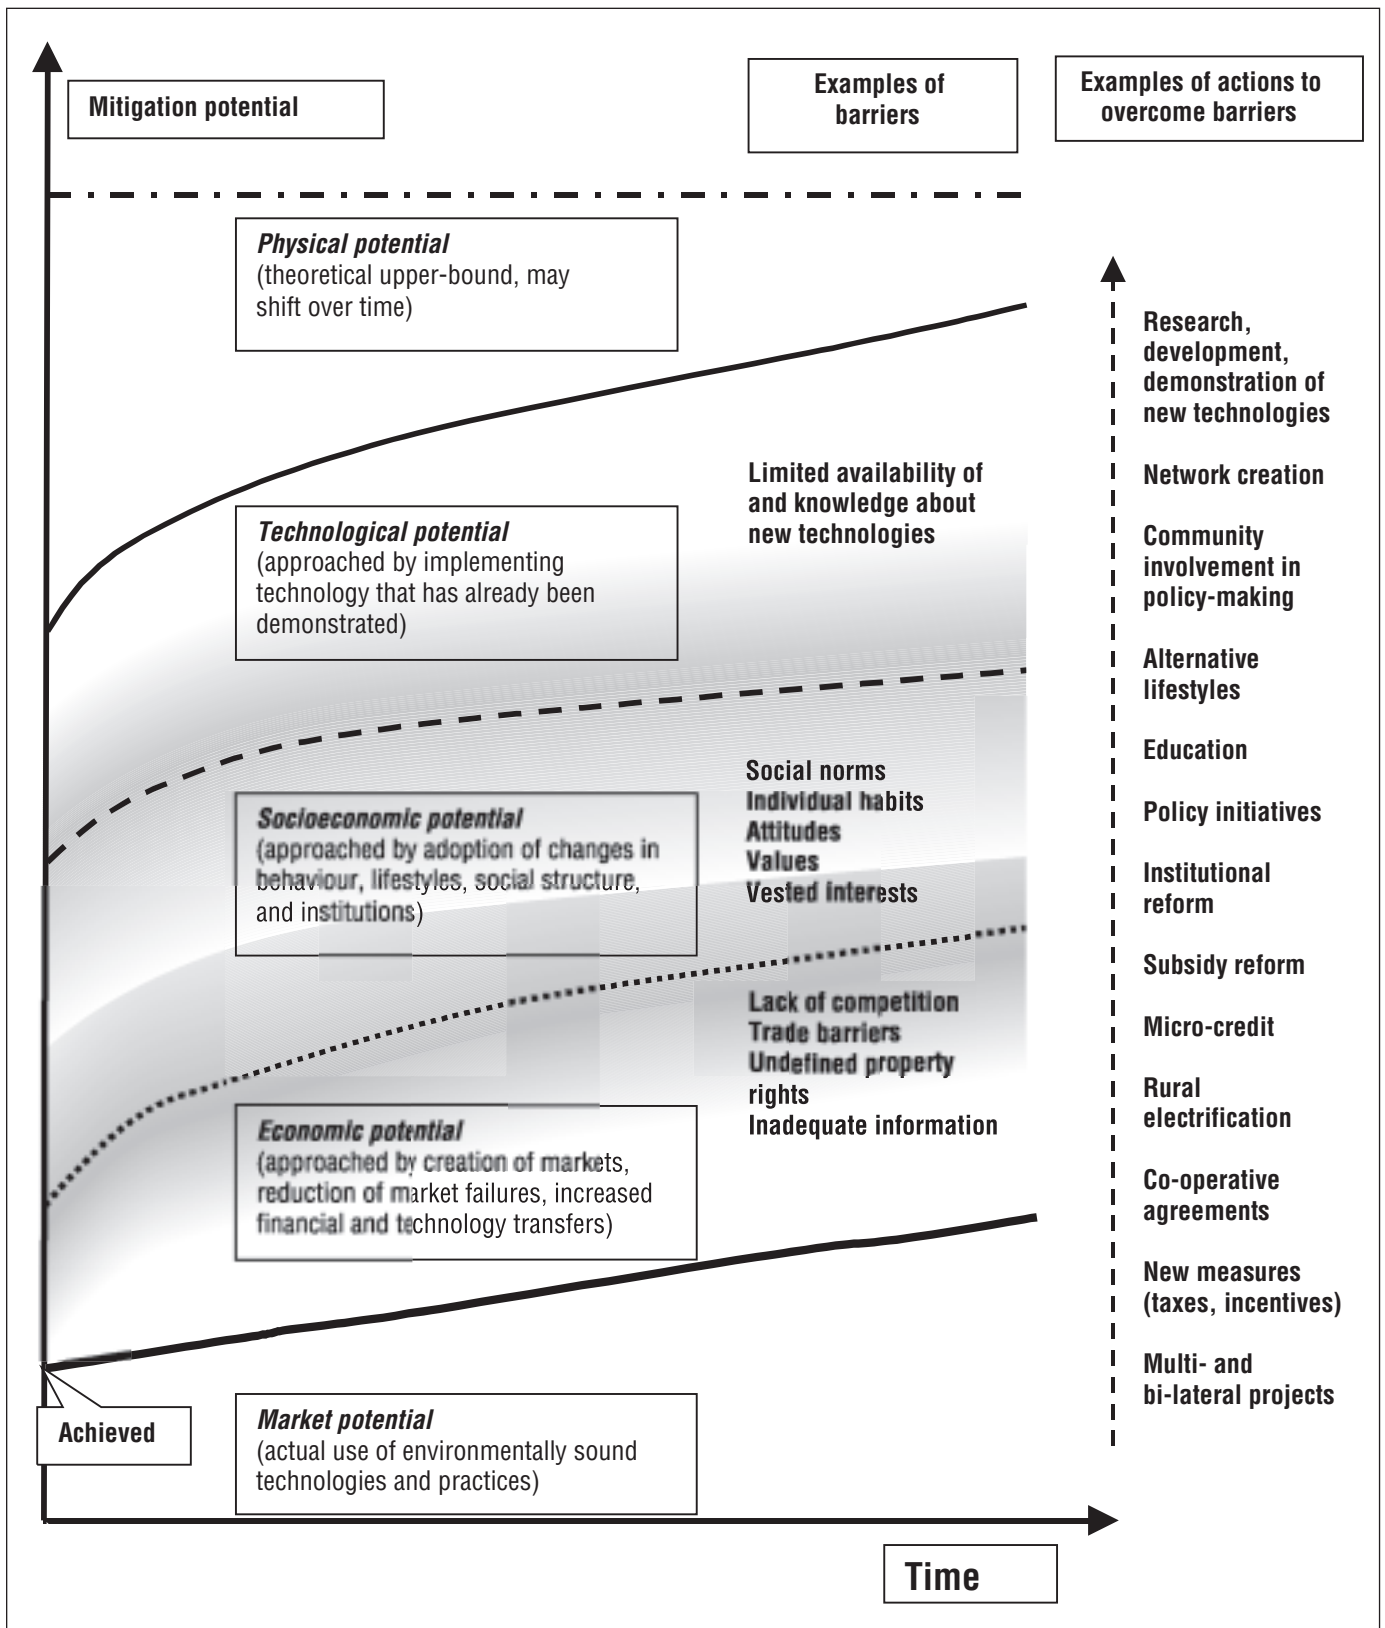 Mitigation potential
Examples of
barriers
Examples of actions to
overcome barriers
Physical potential
(theoretical upper-bound, may
shift over time)
Technological potential
(approached by implementing
technology that has already been
demonstrated)
Socioeconomic potential
(approached by adoption of changes in
behaviour, lifestyles, social structure,
and institutions)
Economic potential
(approached by creation of markets,
reduction of market failures, increased
financial and technology transfers)
Achieved
Market potential
(actual use of environmentally sound
technologies and practices)
Limited availability of
and knowledge about
new technologies
Social norms
Individual habits
Attitudes
Values
Vested interests
Lack of competition
Trade barriers
Undefined property
rights
Inadequate information
Research,
development,
demonstration of
new technologies
Network creation
Community
involvement in
policy-making
Alternative
lifestyles
Education
Policy initiatives
Institutional
reform
Subsidy reform
Micro-credit
Rural
electrification
Co-operative
agreements
New measures
(taxes, incentives)
Multi- and
bi-lateral projects
Time